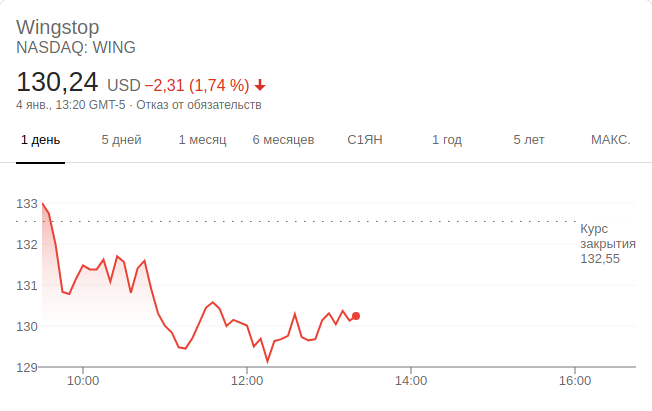 Wingstop
NASDAQ: WING
130,24 USD −2,31 (1,74 %)
4 янв., 13:20 GMT-5 · Отказ от обязательств
1 день 5 дней 1 месяц 6 месяцев С1ЯН 1 год 5 лет МАКС.
133
132
131
130
129
Курс
закрытия
132,55
10:00 12:00 14:00 16:00